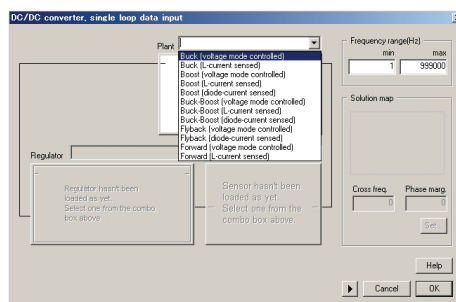 DC/DC converter, single loop data input
Plant
Buck (voltage mode controlled)
Buck (L-current sensed)
Boost (voltage mode controlled)
Boost (L-current sensed)
Boost (diode-current sensed)
Buck-Boost (voltage mode controlled)
Buck-Boost (L-current sensed)
Buck-Boost (diode-current sensed)
Flyback (voltage mode controlled)
Flyback (diode-current sensed)
Forward (voltage mode controlled)
Forward (L-current sensed)
Frequency range(Hz)
min max
1 999000
Solution map
Regulator
Regulator hasn't been
loaded as yet.
Select one from the combo
box above
Sensor hasn't been
loaded as yet.
Select one from the
combo box above.
Cross freq. Phase marg.
0 0
Set...
Help
Cancel OK